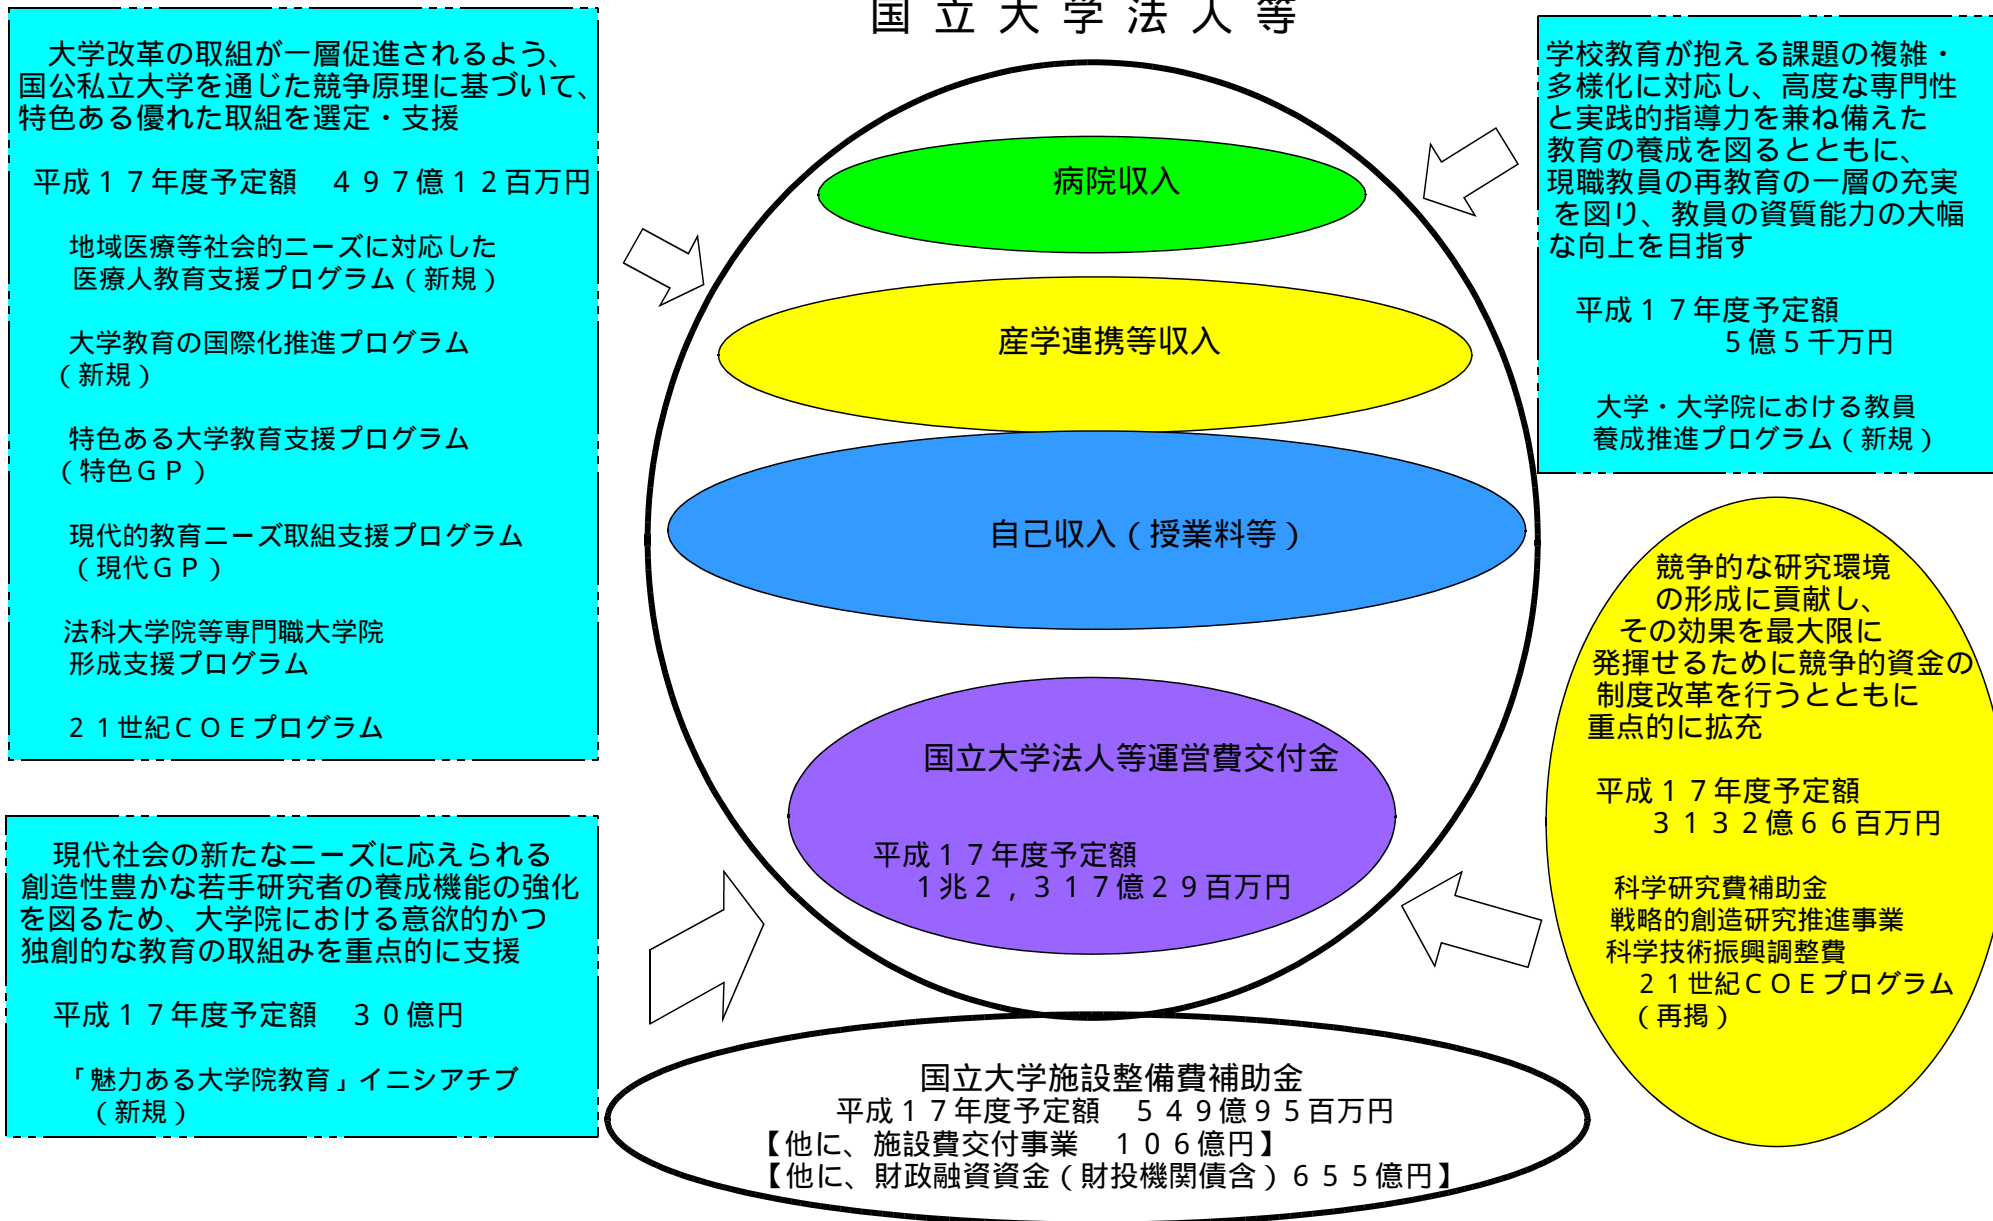 国立大学法人等
大学改革の取組が一層促進されるよう、
国公私立大学を通じた競争原理に基づいて、
特色ある優れた取組を選定・支援
平成１７年度予定額　４９７億１２百万円
地域医療等社会的ニーズに対応した
医療人教育支援プログラム（新規）
大学教育の国際化推進プログラム
（新規）
特色ある大学教育支援プログラム
（特色ＧＰ）
現代的教育ニーズ取組支援プログラム
（現代ＧＰ）
法科大学院等専門職大学院
形成支援プログラム
２１世紀ＣＯＥプログラム
現代社会の新たなニーズに応えられる
創造性豊かな若手研究者の養成機能の強化
を図るため、大学院における意欲的かつ
独創的な教育の取組みを重点的に支援
平成１７年度予定額　３０億円
「魅力ある大学院教育」イニシアチブ
（新規）
病院収入
産学連携等収入
自己収入（授業料等）
国立大学法人等運営費交付金
平成１７年度予定額
１兆２，３１７億２９百万円
国立大学施設整備費補助金
平成１７年度予定額　５４９億９５百万円
【他に、施設費交付事業　１０６億円】
【他に、財政融資資金（財投機関債含）６５５億円】
学校教育が抱える課題の複雑・
多様化に対応し、高度な専門性
と実践的指導力を兼ね備えた
教育の養成を図るとともに、
現職教員の再教育の一層の充実
を図り、教員の資質能力の大幅
な向上を目指す
平成１７年度予定額
５億５千万円
大学・大学院における教員
養成推進プログラム（新規）
競争的な研究環境
の形成に貢献し、
その効果を最大限に
発揮せるために競争的資金の
制度改革を行うとともに
重点的に拡充
平成１７年度予定額
３１３２億６６百万円
科学研究費補助金
戦略的創造研究推進事業
科学技術振興調整費
２１世紀ＣＯＥプログラム
（再掲）